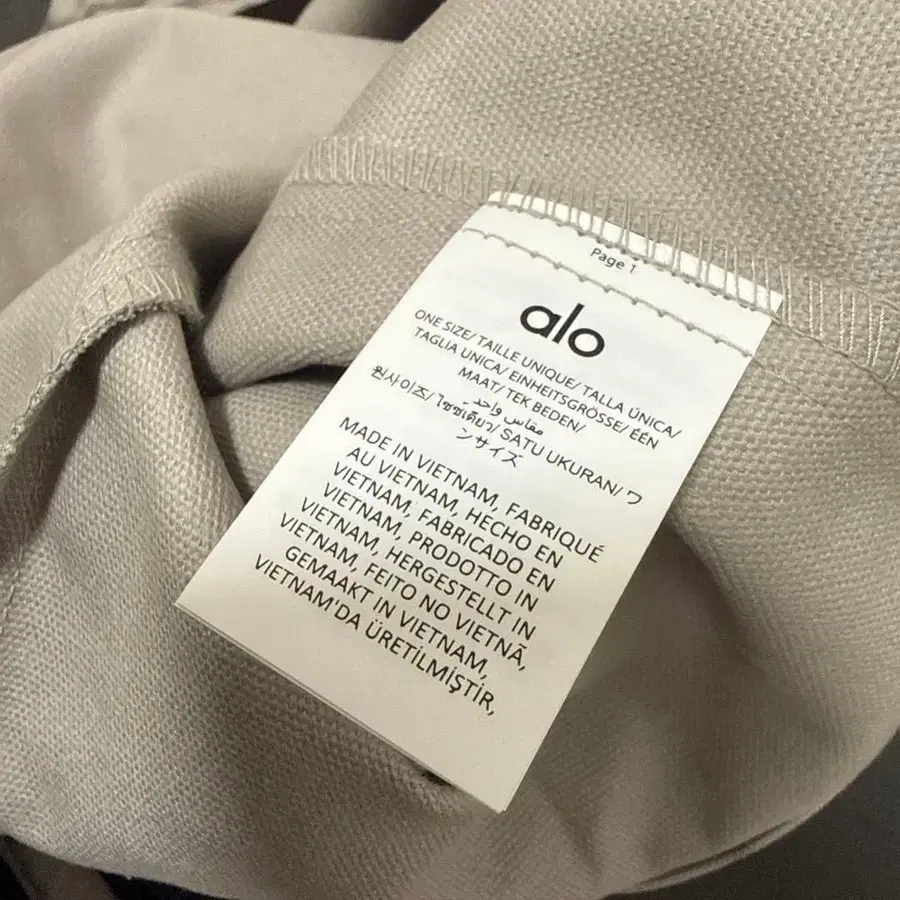 Page 1
alo
ONE SIZE/ TAILLE UNIQUE/ TALLA ÚNICA/
TAGLIA UNICA/ EINHEITSGRÖSSE/ ÉÉN
MAAT/ TEK BEDEN/
مقاس واحد
원사이즈/ ไซซ์เดียว/ SATU UKURAN/ ワ
ンサイズ
MADE IN VIETNAM, FABRIQUÉ
AU VIETNAM, HECHO EN
VIETNAM, FABRICADO EN
VIETNAM, PRODOTTO IN
VIETNAM, HERGESTELLT IN
VIETNAM, FEITO NO VIETNÃ,
GEMAAKT IN VIETNAM,
VIETNAM'DA ÜRETİLMİŞTİR,